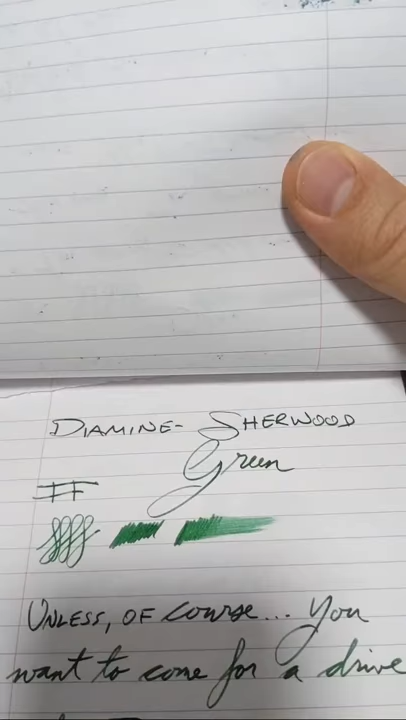 DIAMINE- SHERWOOD
Green
UNLESS, OF course... You
want to come for a drive